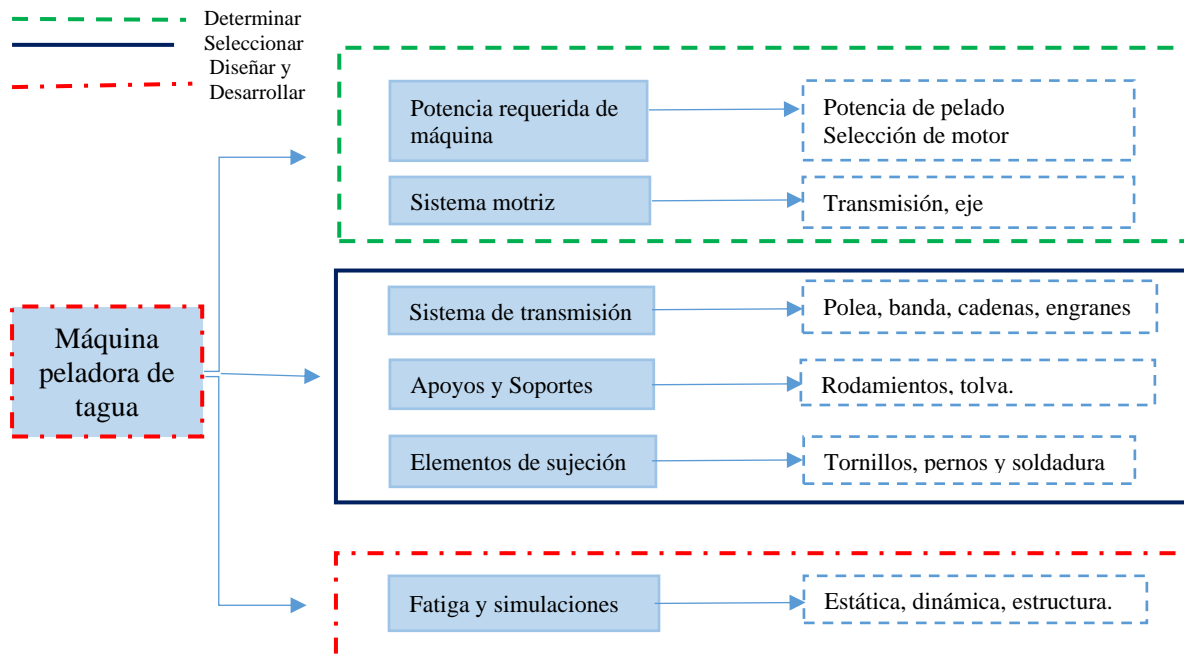 Determinar
Seleccionar
Diseñar y
Desarrollar
Potencia requerida de
máquina
Potencia de pelado
Selección de motor
Sistema motriz
Transmisión, eje
Máquina
peladora de
tagua
Sistema de transmisión
Polea, banda, cadenas, engranes
Apoyos y Soportes
Rodamientos, tolva.
Elementos de sujeción
Tornillos, pernos y soldadura
Fatiga y simulaciones
Estática, dinámica, estructura.